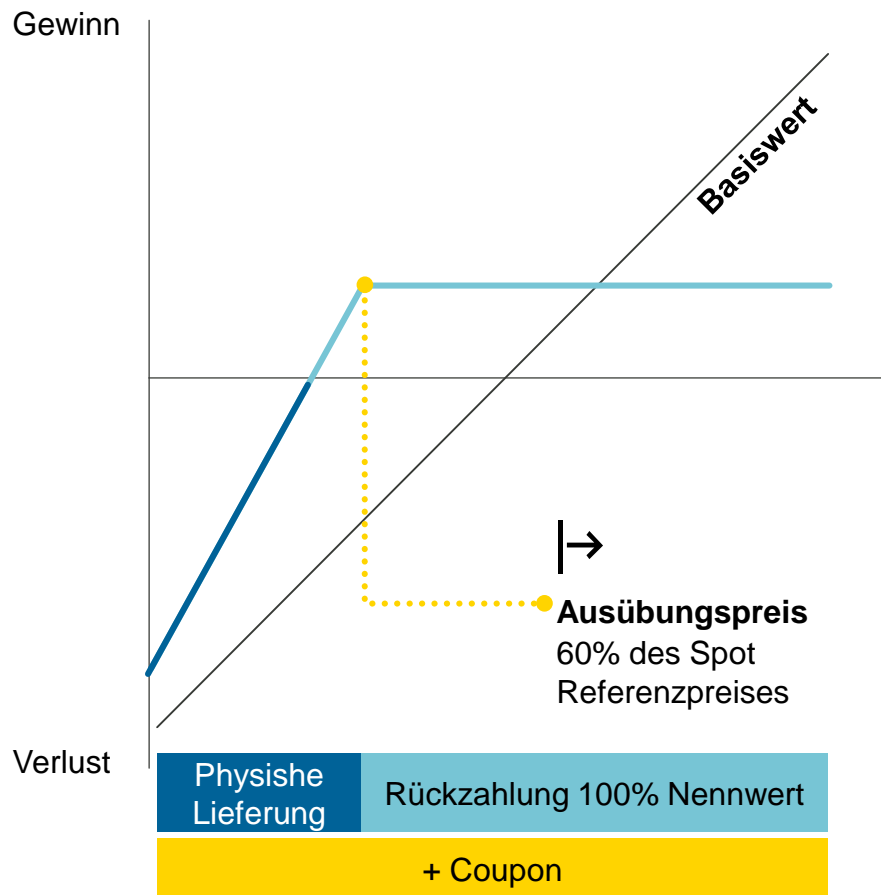 Gewinn
Basiswert
Ausübungspreis
60% des Spot
Referenzpreises
Verlust
Physishe
Lieferung
Rückzahlung 100% Nennwert
+ Coupon